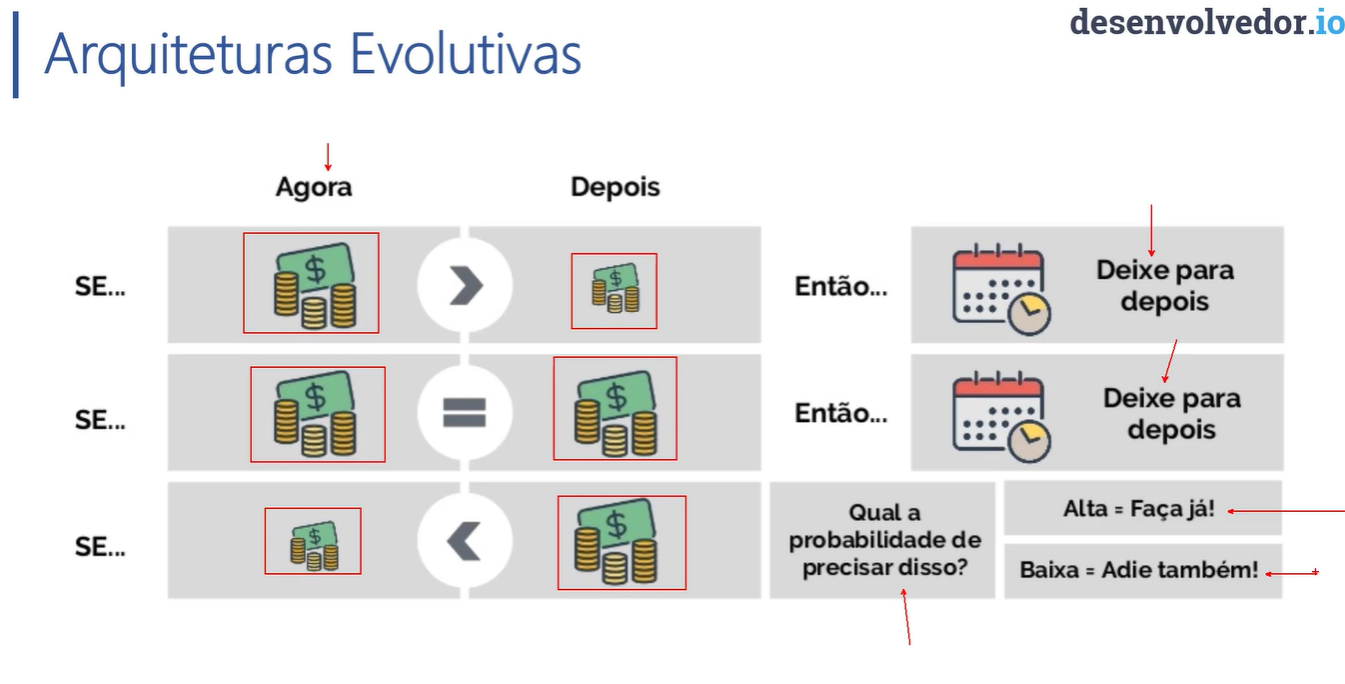 desenvolvedor.io
Arquiteturas Evolutivas
Agora
Depois
SE...
$
$
Então...
Deixe para
depois
SE...
$
$
Então...
Deixe para
depois
SE...
$
$
Qual a
probabilidade de
precisar disso?
Alta = Faça já!
Baixa = Adie também!